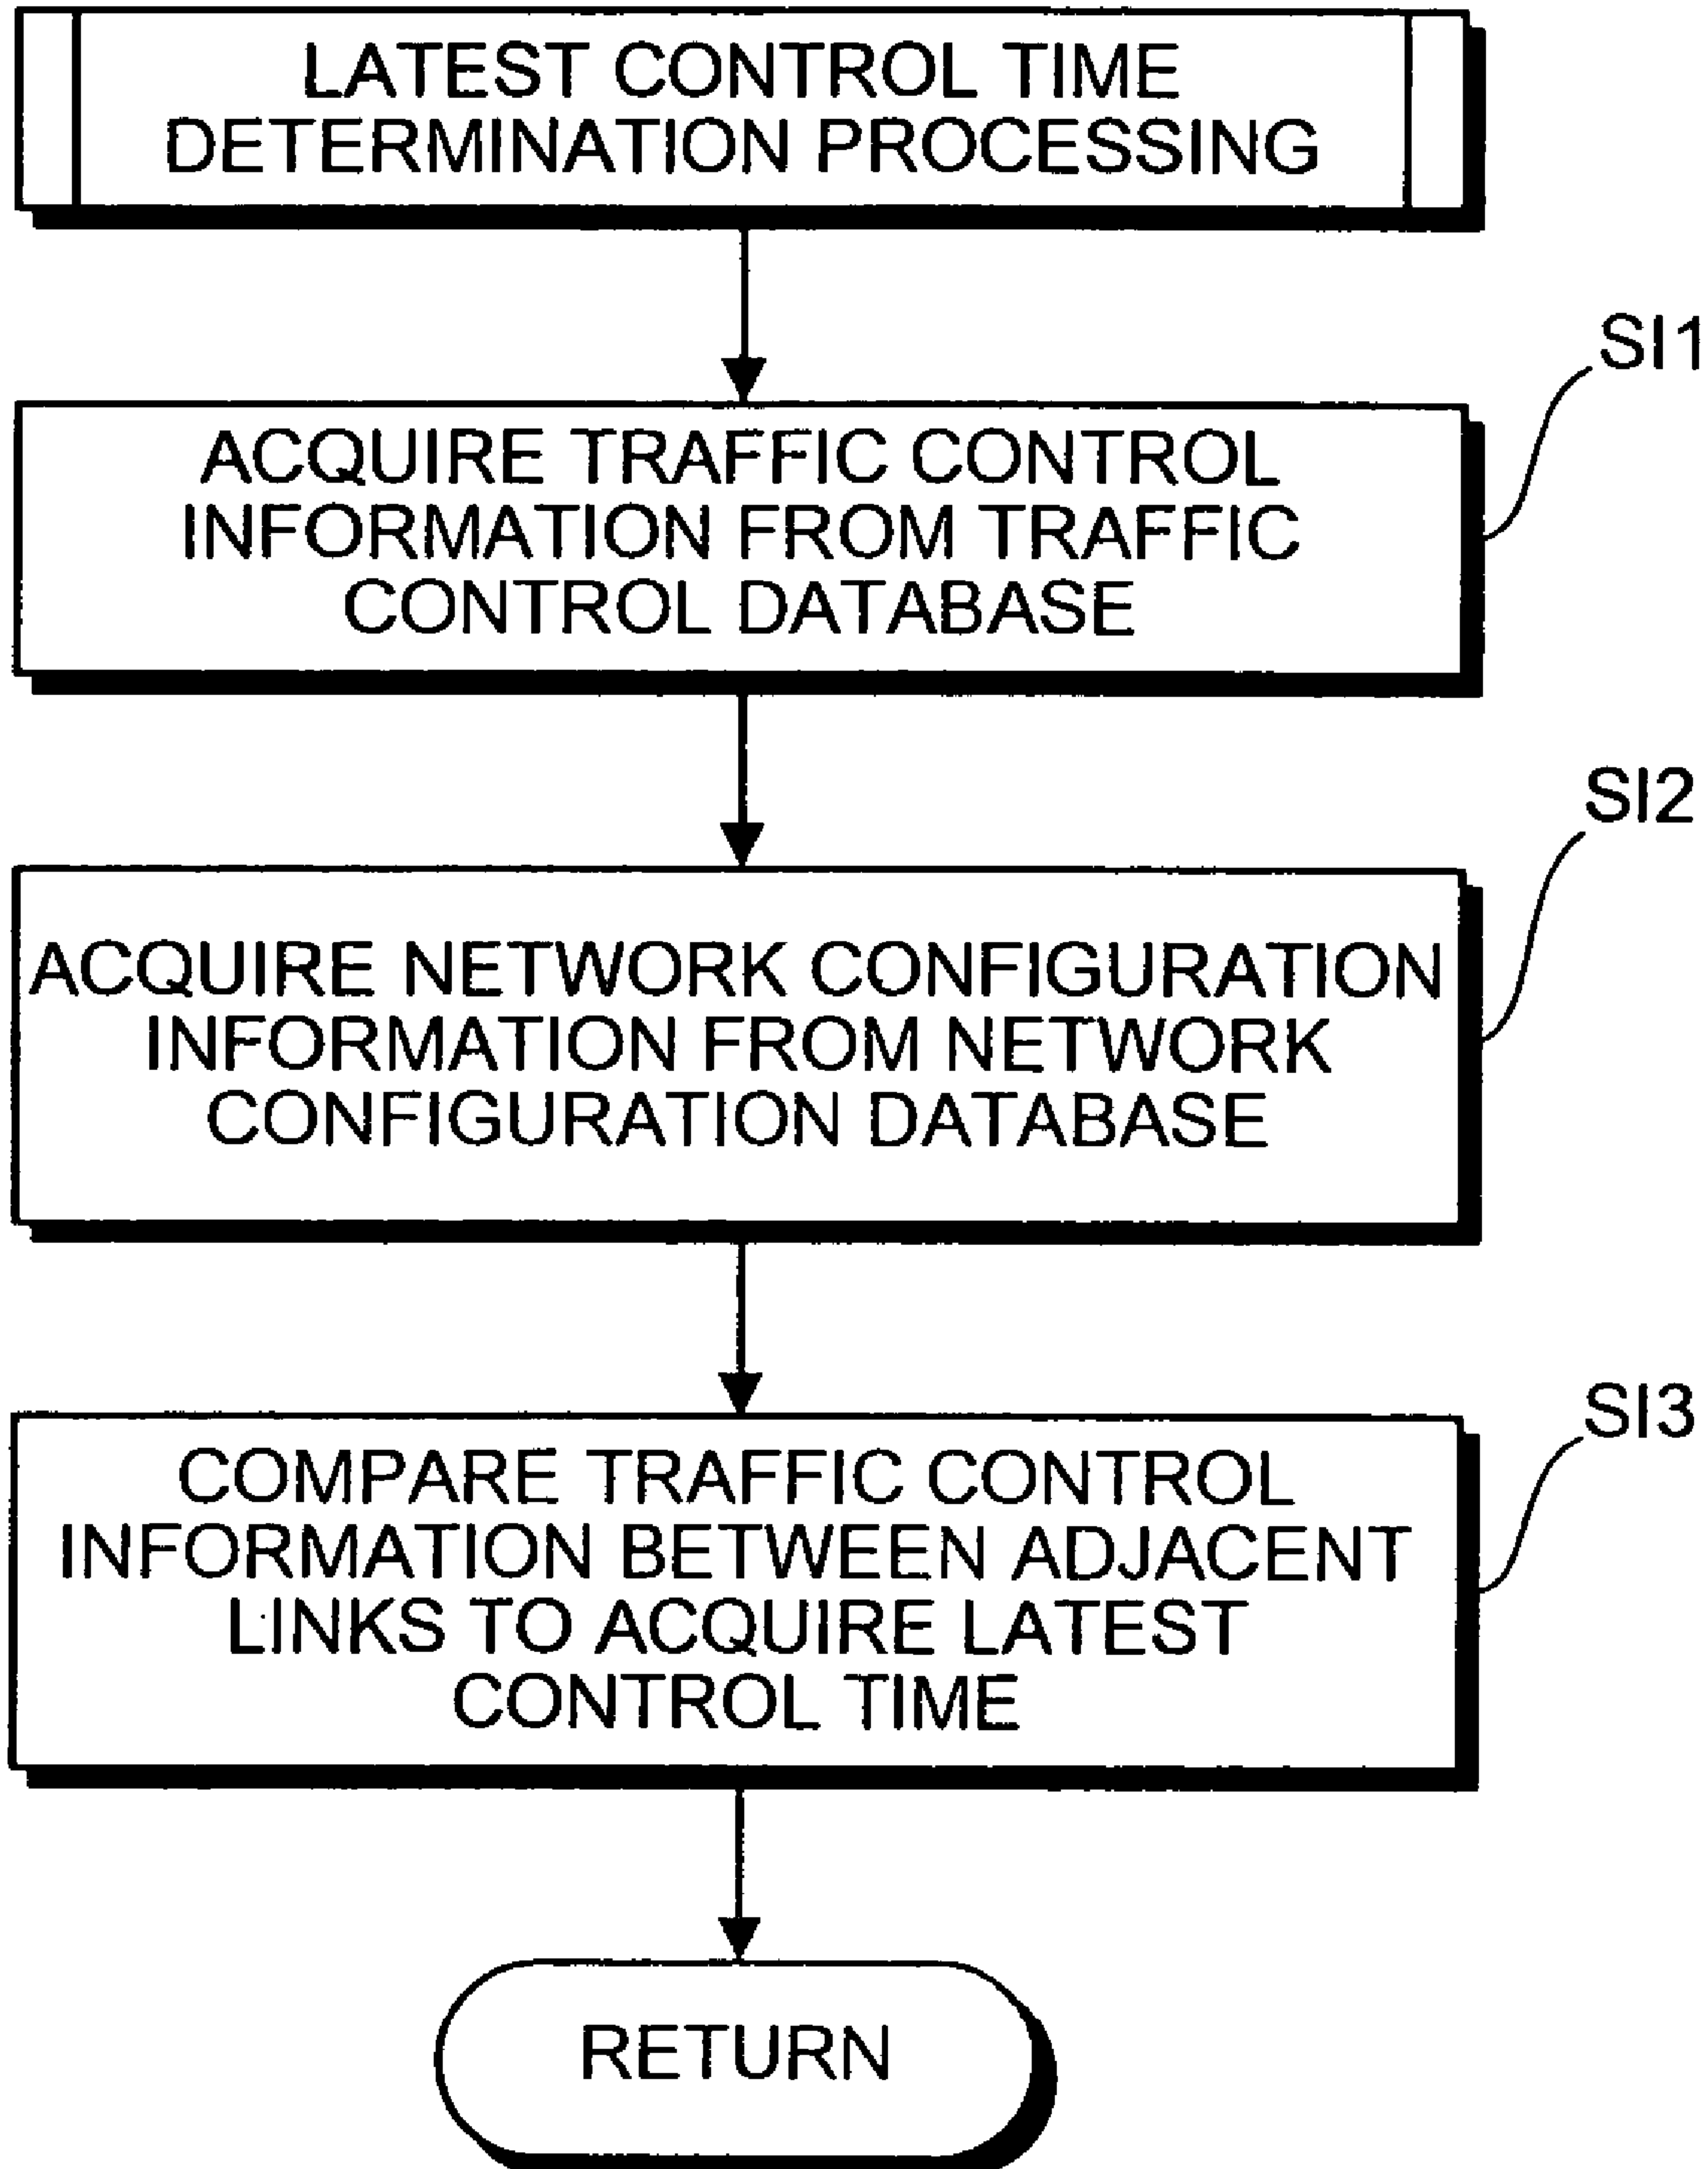 LATEST CONTROL TIME
DETERMINATION PROCESSING
SI1
ACQUIRE TRAFFIC CONTROL
INFORMATION FROM TRAFFIC
CONTROL DATABASE
SI2
ACQUIRE NETWORK CONFIGURATION
INFORMATION FROM NETWORK
CONFIGURATION DATABASE
SI3
COMPARE TRAFFIC CONTROL
INFORMATION BETWEEN ADJACENT
LINKS TO ACQUIRE LATEST
CONTROL TIME
RETURN